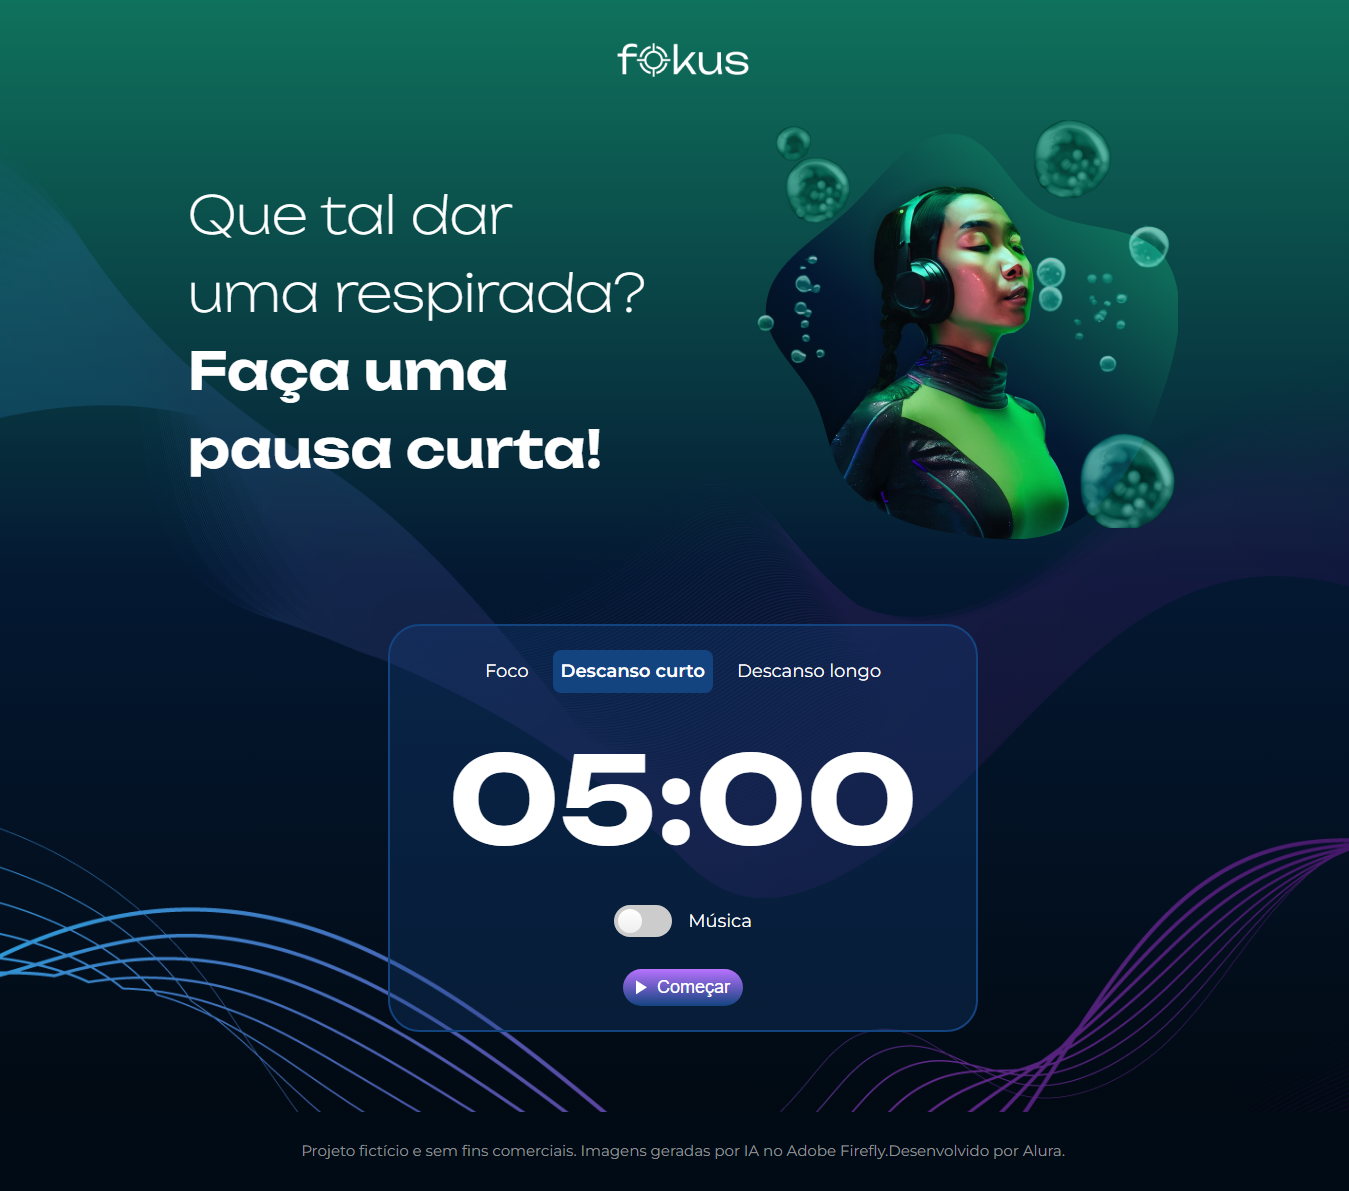 fokus
Que tal dar
uma respirada?
Faça uma
pausa curta!
Foco Descanso curto Descanso longo
05:00
Música
Começar
Projeto fictício e sem fins comerciais. Imagens geradas por IA no Adobe Firefly.Desenvolvido por Alura.